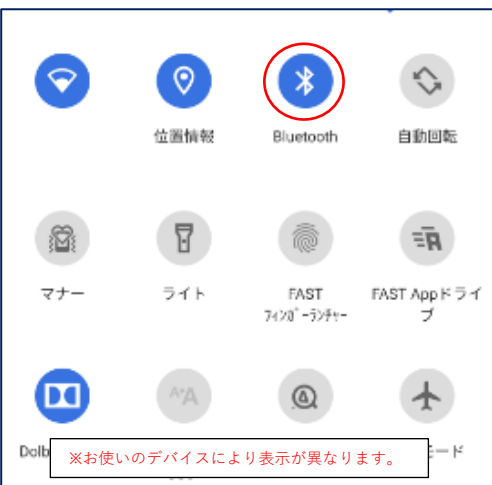 位置情報
Bluetooth
自動回転
マナー
ライト
FAST
ﾌｨﾝｶﾞｰﾗﾝﾁｬｰ
FAST Appドライ
ブ
Dolb
モード
※お使いのデバイスにより表示が異なります。